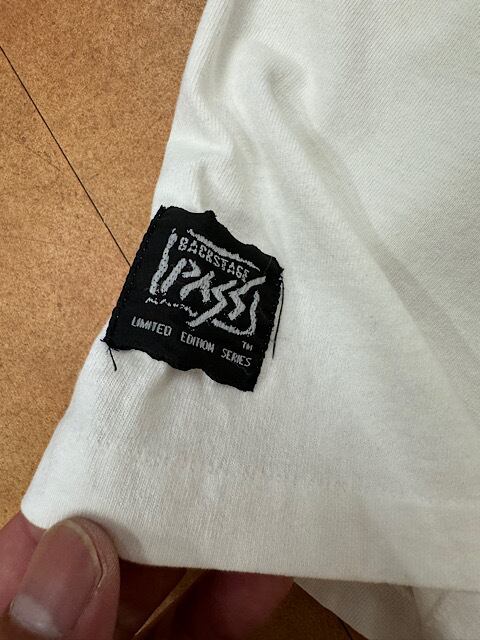 BACKSTAGE
PASS
TM
LIMITED EDITION SERIES